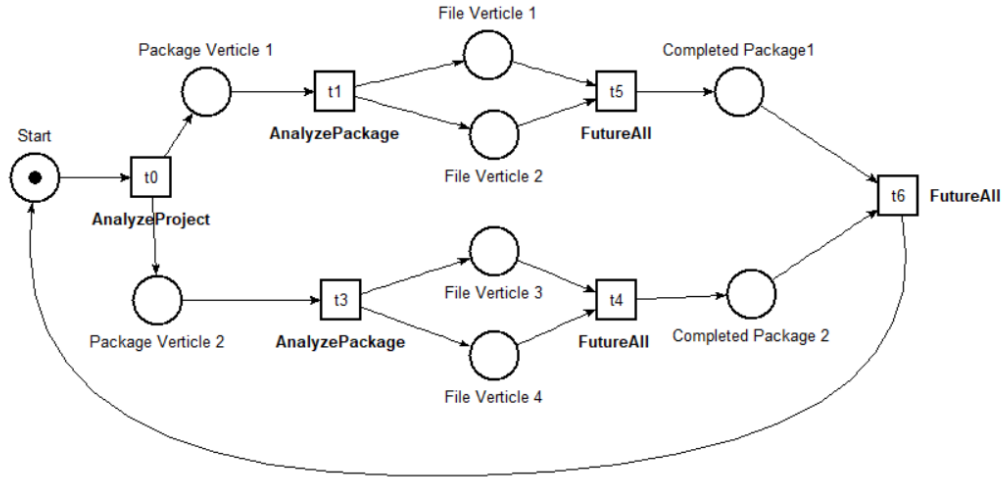 File Verticle 1
Package Verticle 1
Completed Package1
t1
t5
AnalyzePackage
FutureAll
Start
File Verticle 2
t0
t6
FutureAll
AnalyzeProject
File Verticle 3
t3
t4
Package Verticle 2
AnalyzePackage
FutureAll
Completed Package 2
File Verticle 4